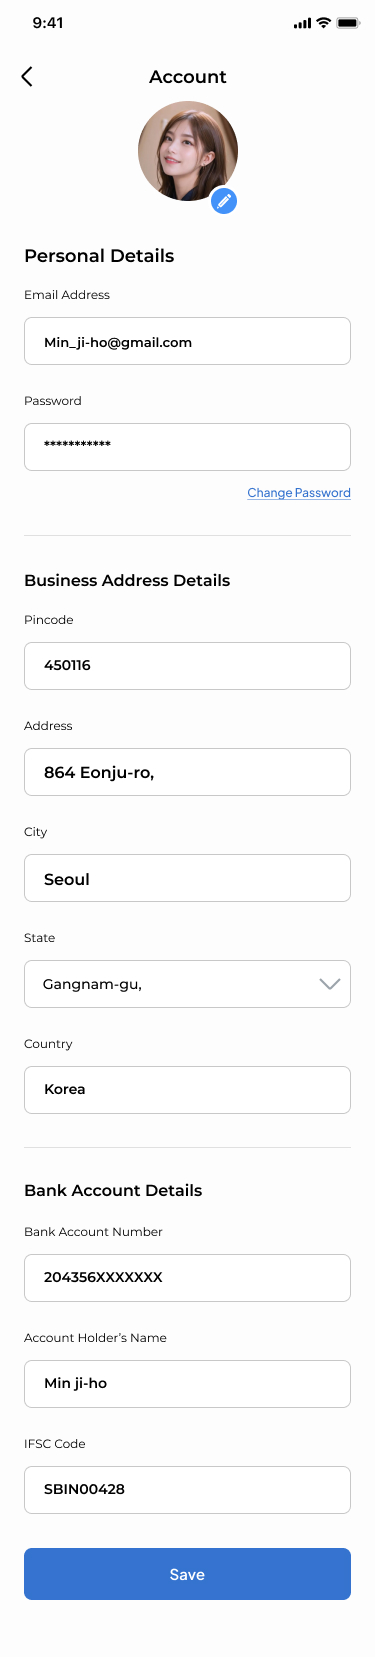 9:41
Account
Personal Details
Email Address
Min_ji-ho@gmail.com
Password
***********
Change Password
Business Address Details
Pincode
450116
Address
864 Eonju-ro,
City
Seoul
State
Gangnam-gu,
Country
Korea
Bank Account Details
Bank Account Number
204356XXXXXXX
Account Holder’s Name
Min ji-ho
IFSC Code
SBIN00428
Save